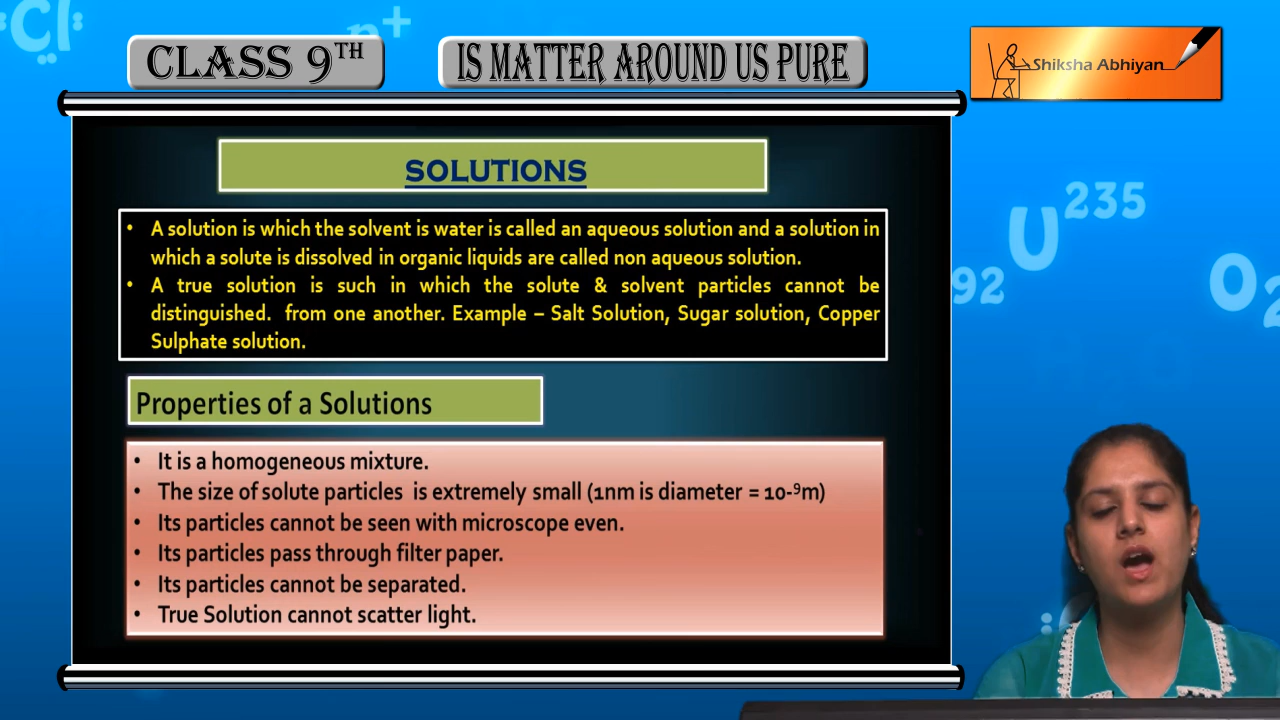 Cl
n+
CLASS 9TH
IS MATTER AROUND US PURE
Shiksha Abhiyan
SOLUTIONS
• A solution is which the solvent is water is called an aqueous solution and a solution in
which a solute is dissolved in organic liquids are called non aqueous solution.
• A true solution is such in which the solute & solvent particles cannot be
distinguished. from one another. Example – Salt Solution, Sugar solution, Copper
Sulphate solution.
Properties of a Solutions
• It is a homogeneous mixture.
• The size of solute particles is extremely small (1nm is diameter = 10-⁹m)
• Its particles cannot be seen with microscope even.
• Its particles pass through filter paper.
• Its particles cannot be separated.
• True Solution cannot scatter light.
U235
92
O2